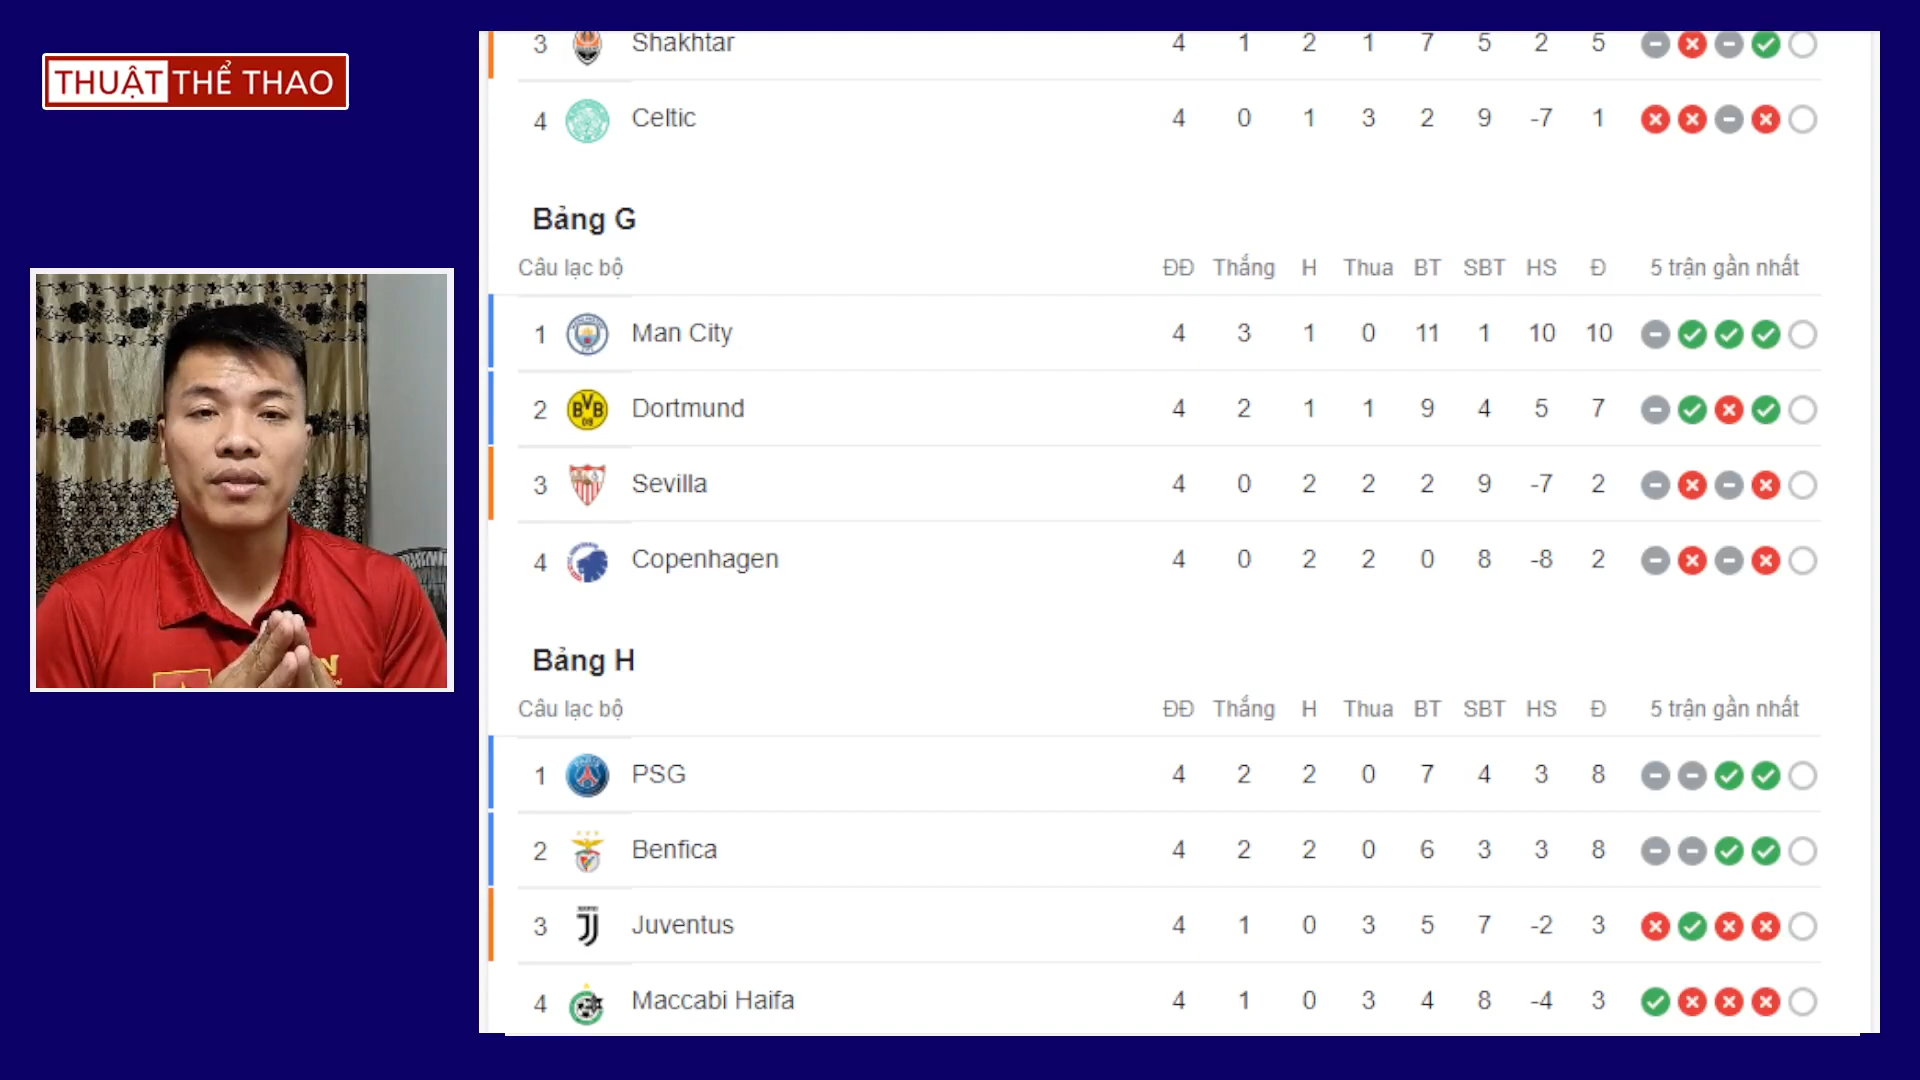 THUẬT THỂ THAO
3 Shakhtar 4 1 2 1 7 5 2 5
4 Celtic 4 0 1 3 2 9 -7 1
Bảng G
Câu lạc bộ ĐĐ Thắng H Thua BT SBT HS Đ 5 trận gần nhất
1 Man City 4 3 1 0 11 1 10 10
2 Dortmund 4 2 1 1 9 4 5 7
BVB
09
3 Sevilla 4 0 2 2 2 9 -7 2
4 Copenhagen 4 0 2 2 0 8 -8 2
Bảng H
Câu lạc bộ ĐĐ Thắng H Thua BT SBT HS Đ 5 trận gần nhất
1 PSG 4 2 2 0 7 4 3 8
2 Benfica 4 2 2 0 6 3 3 8
3 Juventus 4 1 0 3 5 7 -2 3
4 Maccabi Haifa 4 1 0 3 4 8 -4 3